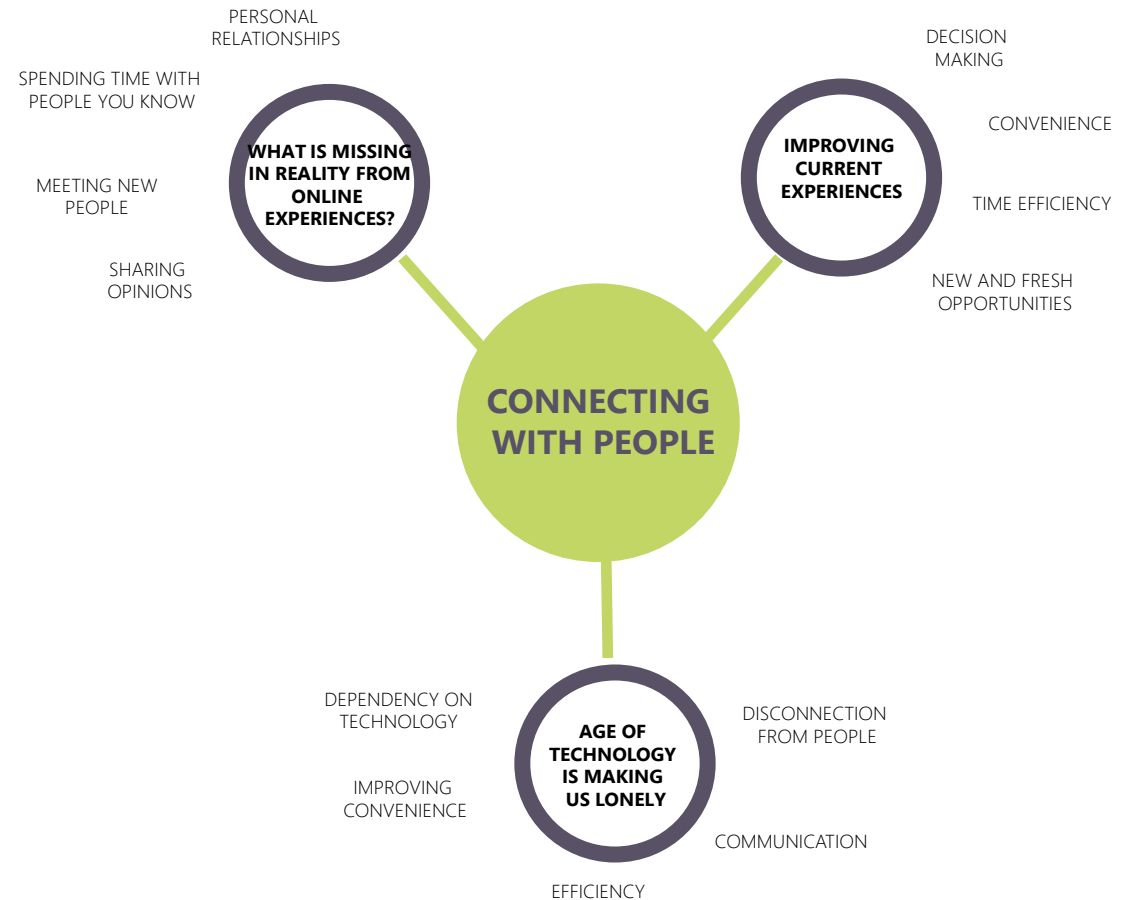 PERSONAL
RELATIONSHIPS
SPENDING TIME WITH
PEOPLE YOU KNOW
MEETING NEW
PEOPLE
SHARING
OPINIONS
WHAT IS MISSING
IN REALITY FROM
ONLINE
EXPERIENCES?
DECISION
MAKING
CONVENIENCE
TIME EFFICIENCY
NEW AND FRESH
OPPORTUNITIES
IMPROVING
CURRENT
EXPERIENCES
CONNECTING
WITH PEOPLE
DEPENDENCY ON
TECHNOLOGY
IMPROVING
CONVENIENCE
EFFICIENCY
AGE OF
TECHNOLOGY
IS MAKING
US LONELY
DISCONNECTION
FROM PEOPLE
COMMUNICATION